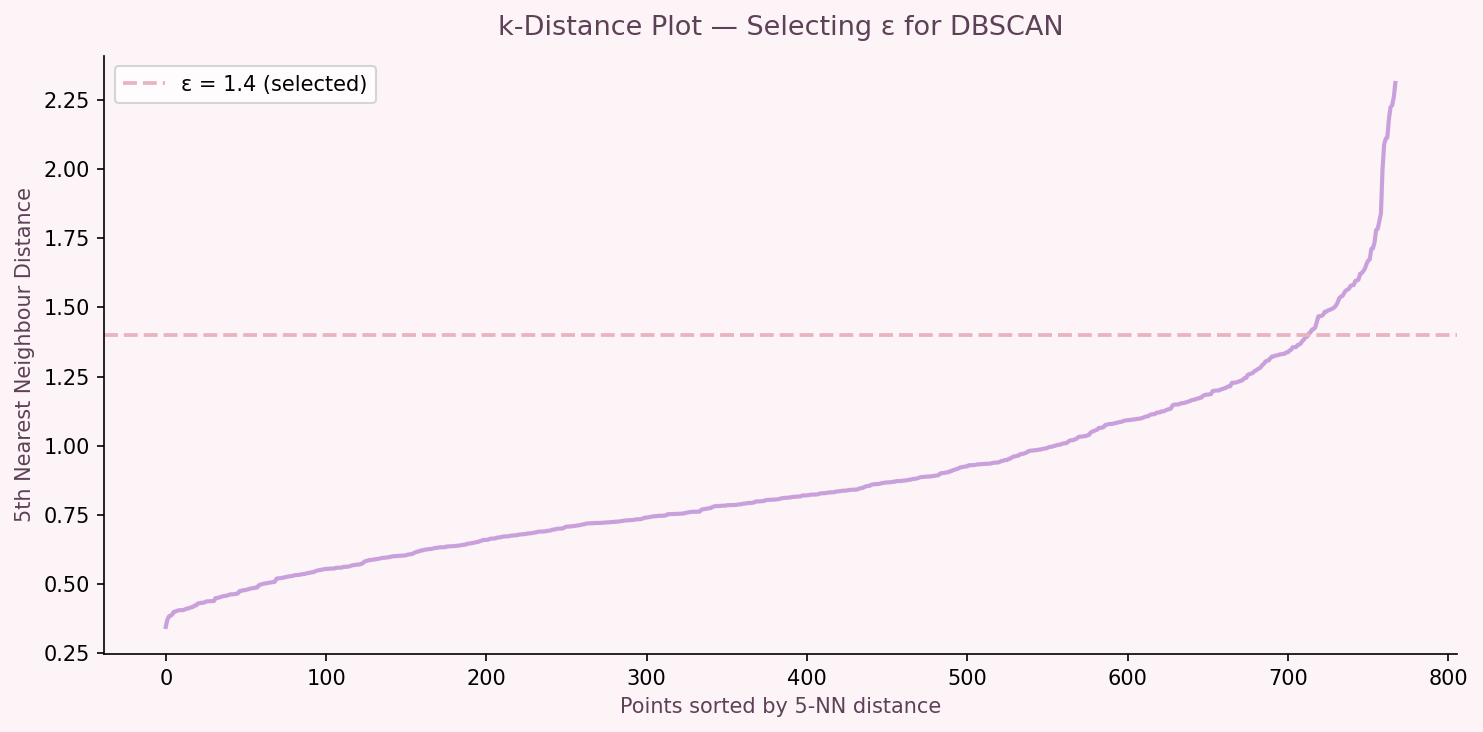 k-Distance Plot — Selecting ε for DBSCAN
ε = 1.4 (selected)
5th Nearest Neighbour Distance
2.25
2.00
1.75
1.50
1.25
1.00
0.75
0.50
0.25
0 100 200 300 400 500 600 700 800
Points sorted by 5-NN distance